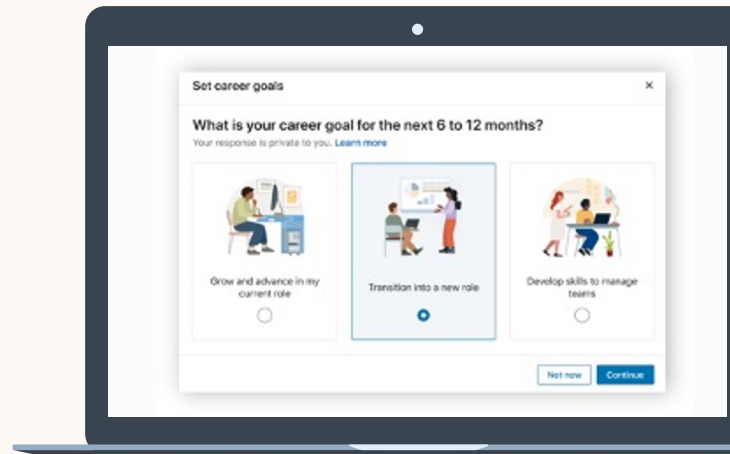 Set career goals
What is your career goal for the next 6 to 12 months?
Your response is private to you. Learn more
Grow and advance in my
current role
Transition into a new role
Develop skills to manage
teams
Not now
Continue